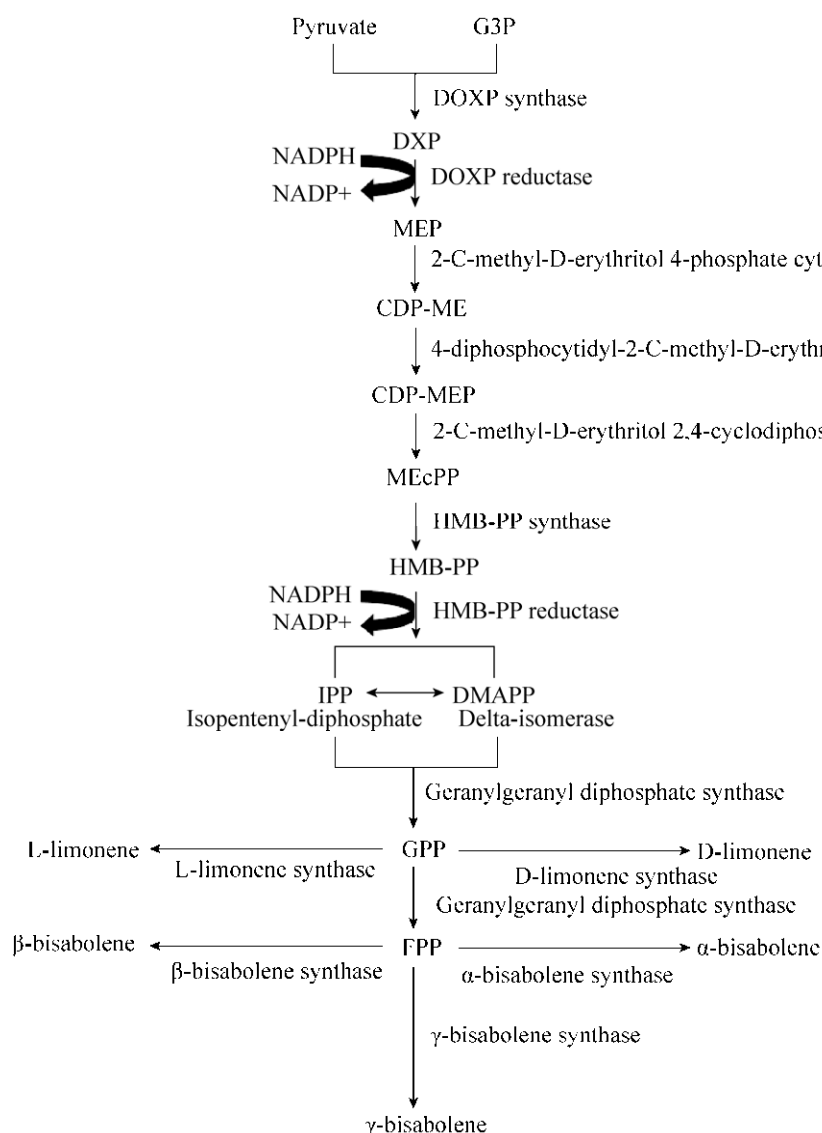 Pyruvate G3P
DOXP synthase
DXP
NADPH
DOXP reductase
NADP+
MEP
2-C-methyl-D-erythritol 4-phosphate cyt
CDP-ME
4-diphosphocytidyl-2-C-methyl-D-eryth
CDP-MEP
2-C-methyl-D-erythritol 2,4-cyclodiphos
MEcPP
HMB-PP synthase
HMB-PP
NADPH
HMB-PP reductase
NADP+
IPP DMAPP
Isopentenyl-diphosphate Delta-isomerase
Geranylgeranyl diphosphate synthase
L-limonene GPP D-limonene
L-limonene synthase D-limonene synthase
Geranylgeranyl diphosphate synthase
β-bisabolene FPP α-bisabolene
β-bisabolene synthase α-bisabolene synthase
γ-bisabolene synthase
γ-bisabolene